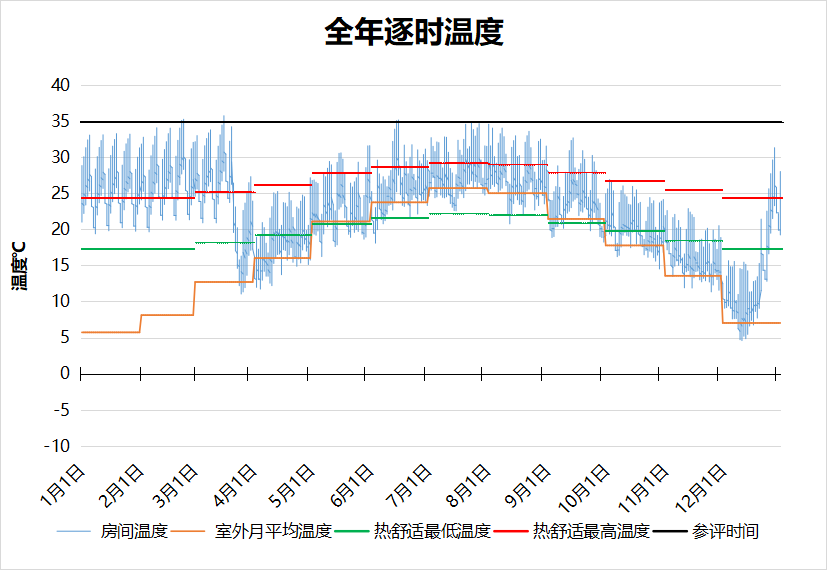 全年逐时温度
40
35
30
25
20
15
10
5
0
-5
-10
温度℃
1月1日
2月1日
3月1日
4月1日
5月1日
6月1日
7月1日
8月1日
9月1日
10月1日
11月1日
12月1日
房间温度 室外月平均温度 热舒适最低温度 热舒适最高温度 参评时间